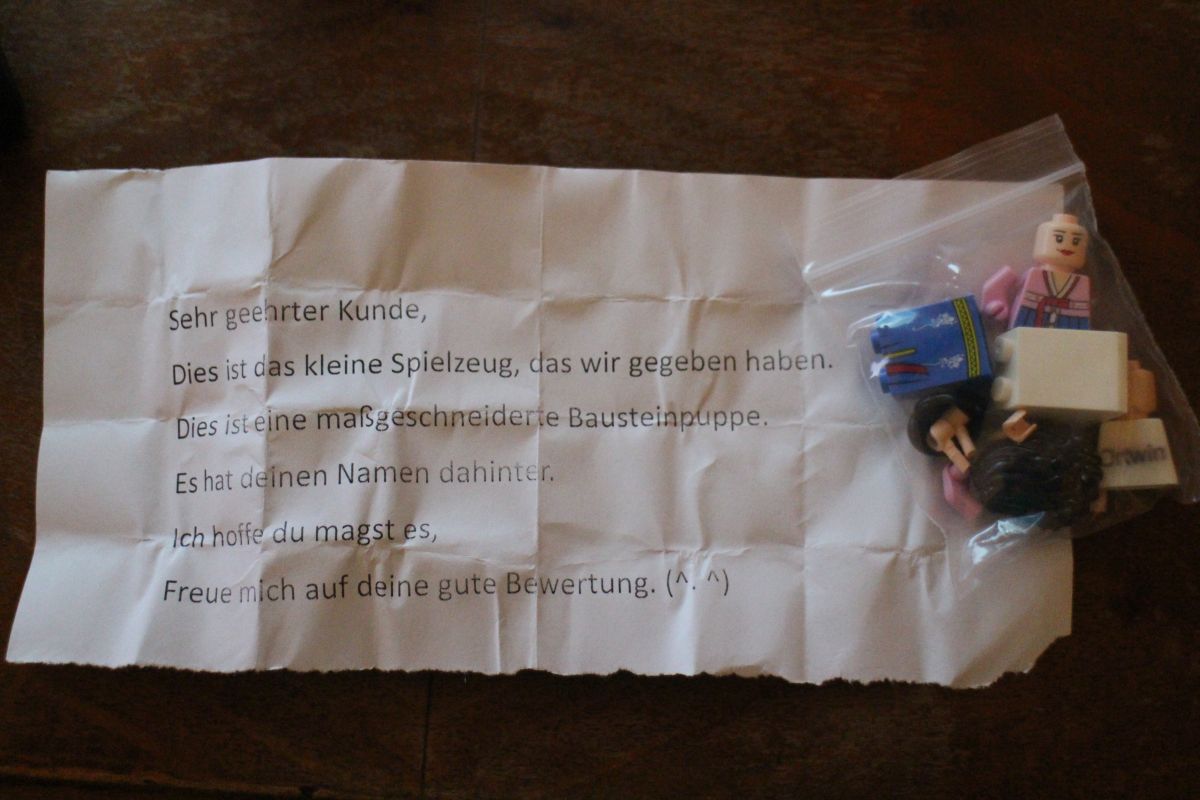 Sehr geehrter Kunde,
Dies ist das kleine Spielzeug, das wir gegeben haben.
Dies ist eine maßgeschneiderte Bausteinpuppe.
Es hat deinen Namen dahinter.
Ich hoffe du magst es,
Freue mich auf deine gute Bewertung. (^. ^)
Ortwin